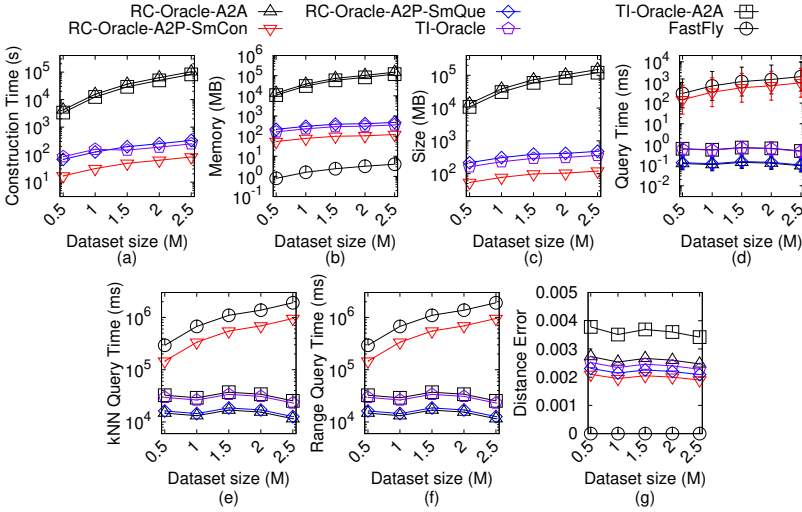 RC-Oracle-A2A RC-Oracle-A2P-SmQue TI-Oracle-A2A
RC-Oracle-A2P-SmCon TI-Oracle FastFly
Construction Time (s)
10^5
10^4
10^3
10^2
10^1
0.5 1 1.5 2 2.5
Dataset size (M)
(a)
Memory (MB)
10^6
10^5
10^4
10^3
10^2
10^1
10^0
10^-1
0.5 1 1.5 2 2.5
Dataset size (M)
(b)
Size (MB)
10^5
10^4
10^3
10^2
0.5 1 1.5 2 2.5
Dataset size (M)
(c)
Query Time (ms)
10^4
10^3
10^2
10^1
10^0
10^-1
10^-2
0.5 1 1.5 2 2.5
Dataset size (M)
(d)
kNN Query Time (ms)
10^6
10^5
10^4
0.5 1 1.5 2 2.5
Dataset size (M)
(e)
Range Query Time (ms)
10^6
10^5
10^4
0.5 1 1.5 2 2.5
Dataset size (M)
(f)
Distance Error
0.005
0.004
0.003
0.002
0.001
0
0.5 1 1.5 2 2.5
Dataset size (M)
(g)